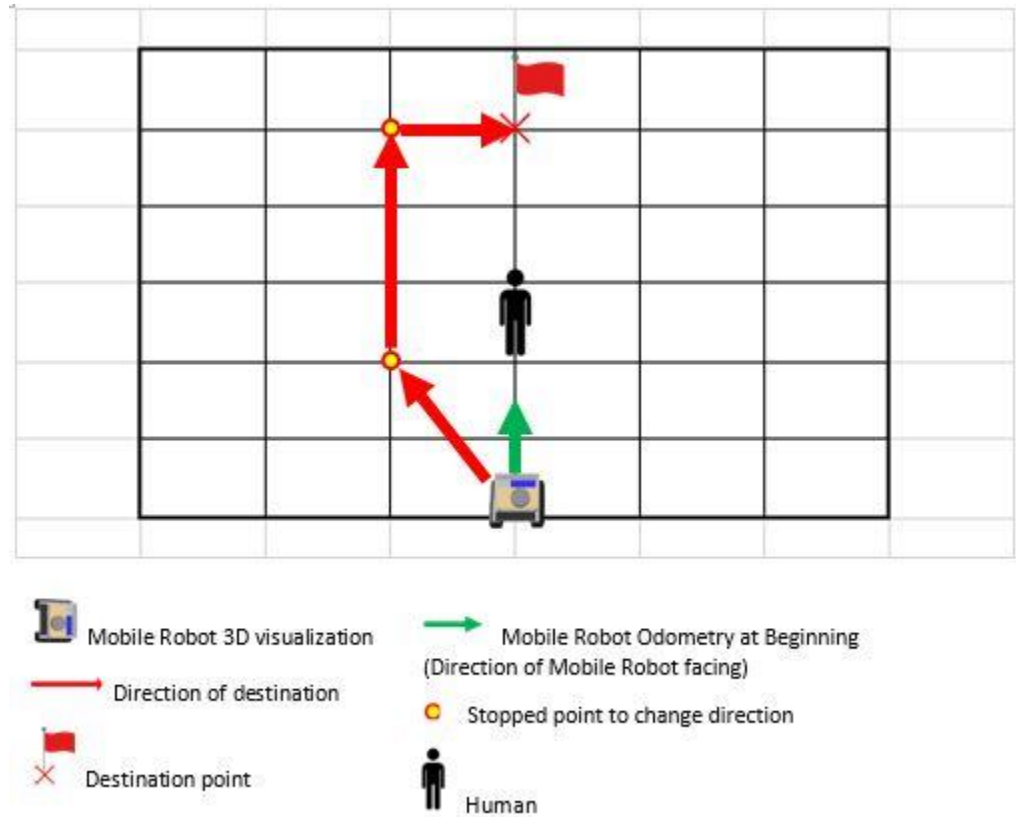 Mobile Robot 3D visualization
Direction of destination
Destination point
Mobile Robot Odometry at Beginning
(Direction of Mobile Robot facing)
Stopped point to change direction
Human